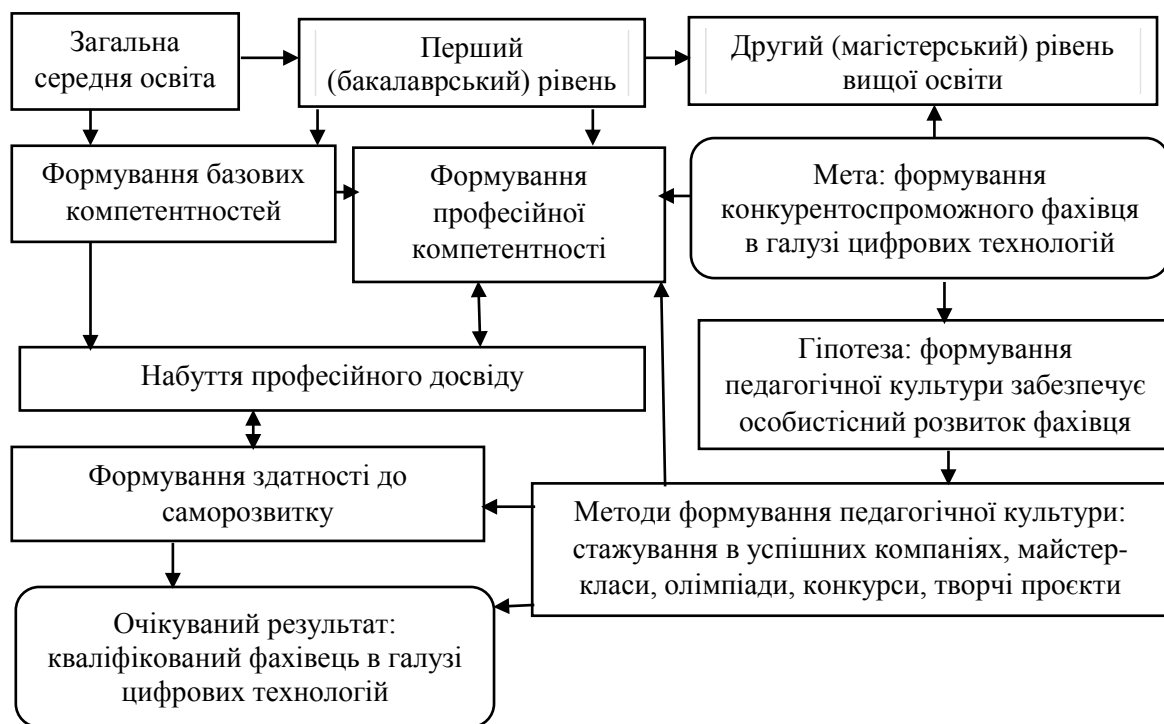 Загальна
середня освіта
Перший
(бакалаврський) рівень
Другий (магістерський) рівень
вищої освіти
Формування базових
компетентностей
Формування
професійної
компетентності
Мета: формування
конкурентоспроможного фахівця
в галузі цифрових технологій
Набуття професійного досвіду
Гіпотеза: формування
педагогічної культури забезпечує
особистісний розвиток фахівця
Формування здатності до
саморозвитку
Методи формування педагогічної культури:
стажування в успішних компаніях, майстер-
класи, олімпіади, конкурси, творчі проєкти
Очікуваний результат:
кваліфікований фахівець в галузі
цифрових технологій